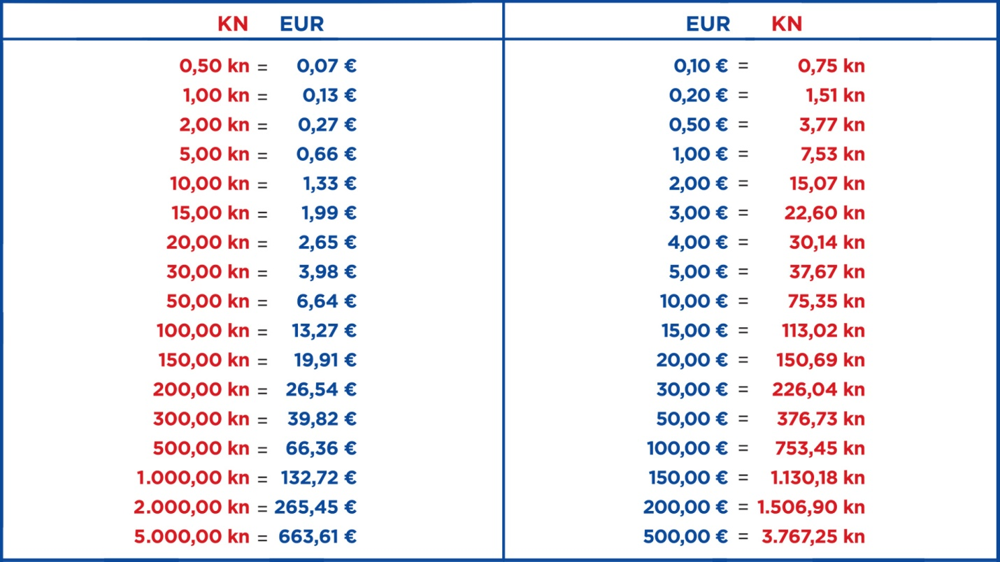 KN EUR
0,50 kn = 0,07 €
1,00 kn = 0,13 €
2,00 kn = 0,27 €
5,00 kn = 0,66 €
10,00 kn = 1,33 €
15,00 kn = 1,99 €
20,00 kn = 2,65 €
30,00 kn = 3,98 €
50,00 kn = 6,64 €
100,00 kn = 13,27 €
150,00 kn = 19,91 €
200,00 kn = 26,54 €
300,00 kn = 39,82 €
500,00 kn = 66,36 €
1.000,00 kn = 132,72 €
2.000,00 kn = 265,45 €
5.000,00 kn = 663,61 €
EUR KN
0,10 € = 0,75 kn
0,20 € = 1,51 kn
0,50 € = 3,77 kn
1,00 € = 7,53 kn
2,00 € = 15,07 kn
3,00 € = 22,60 kn
4,00 € = 30,14 kn
5,00 € = 37,67 kn
10,00 € = 75,35 kn
15,00 € = 113,02 kn
20,00 € = 150,69 kn
30,00 € = 226,04 kn
50,00 € = 376,73 kn
100,00 € = 753,45 kn
150,00 € = 1.130,18 kn
200,00 € = 1.506,90 kn
500,00 € = 3.767,25 kn